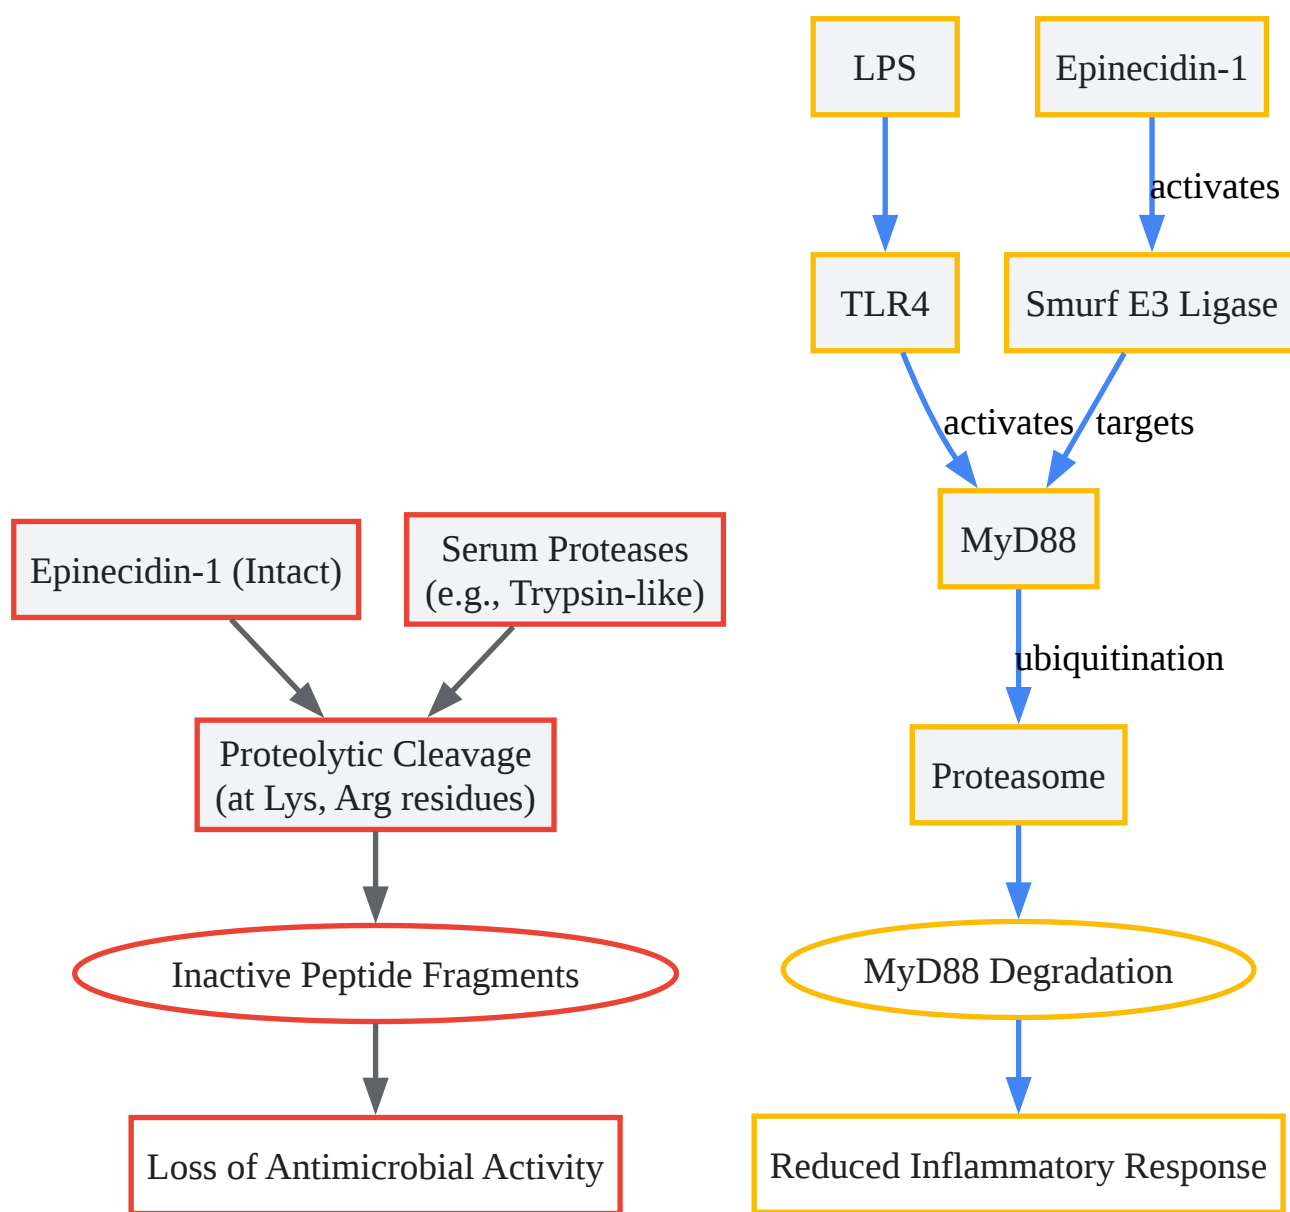 LPS
Epinecidin-1
activates
TLR4
Smurf E3 Ligase
activates
targets
MyD88
ubiquitination
Proteasome
MyD88 Degradation
Reduced Inflammatory Response
Epinecidin-1 (Intact)
Serum Proteases
(e.g., Trypsin-like)
Proteolytic Cleavage
(at Lys, Arg residues)
Inactive Peptide Fragments
Loss of Antimicrobial Activity